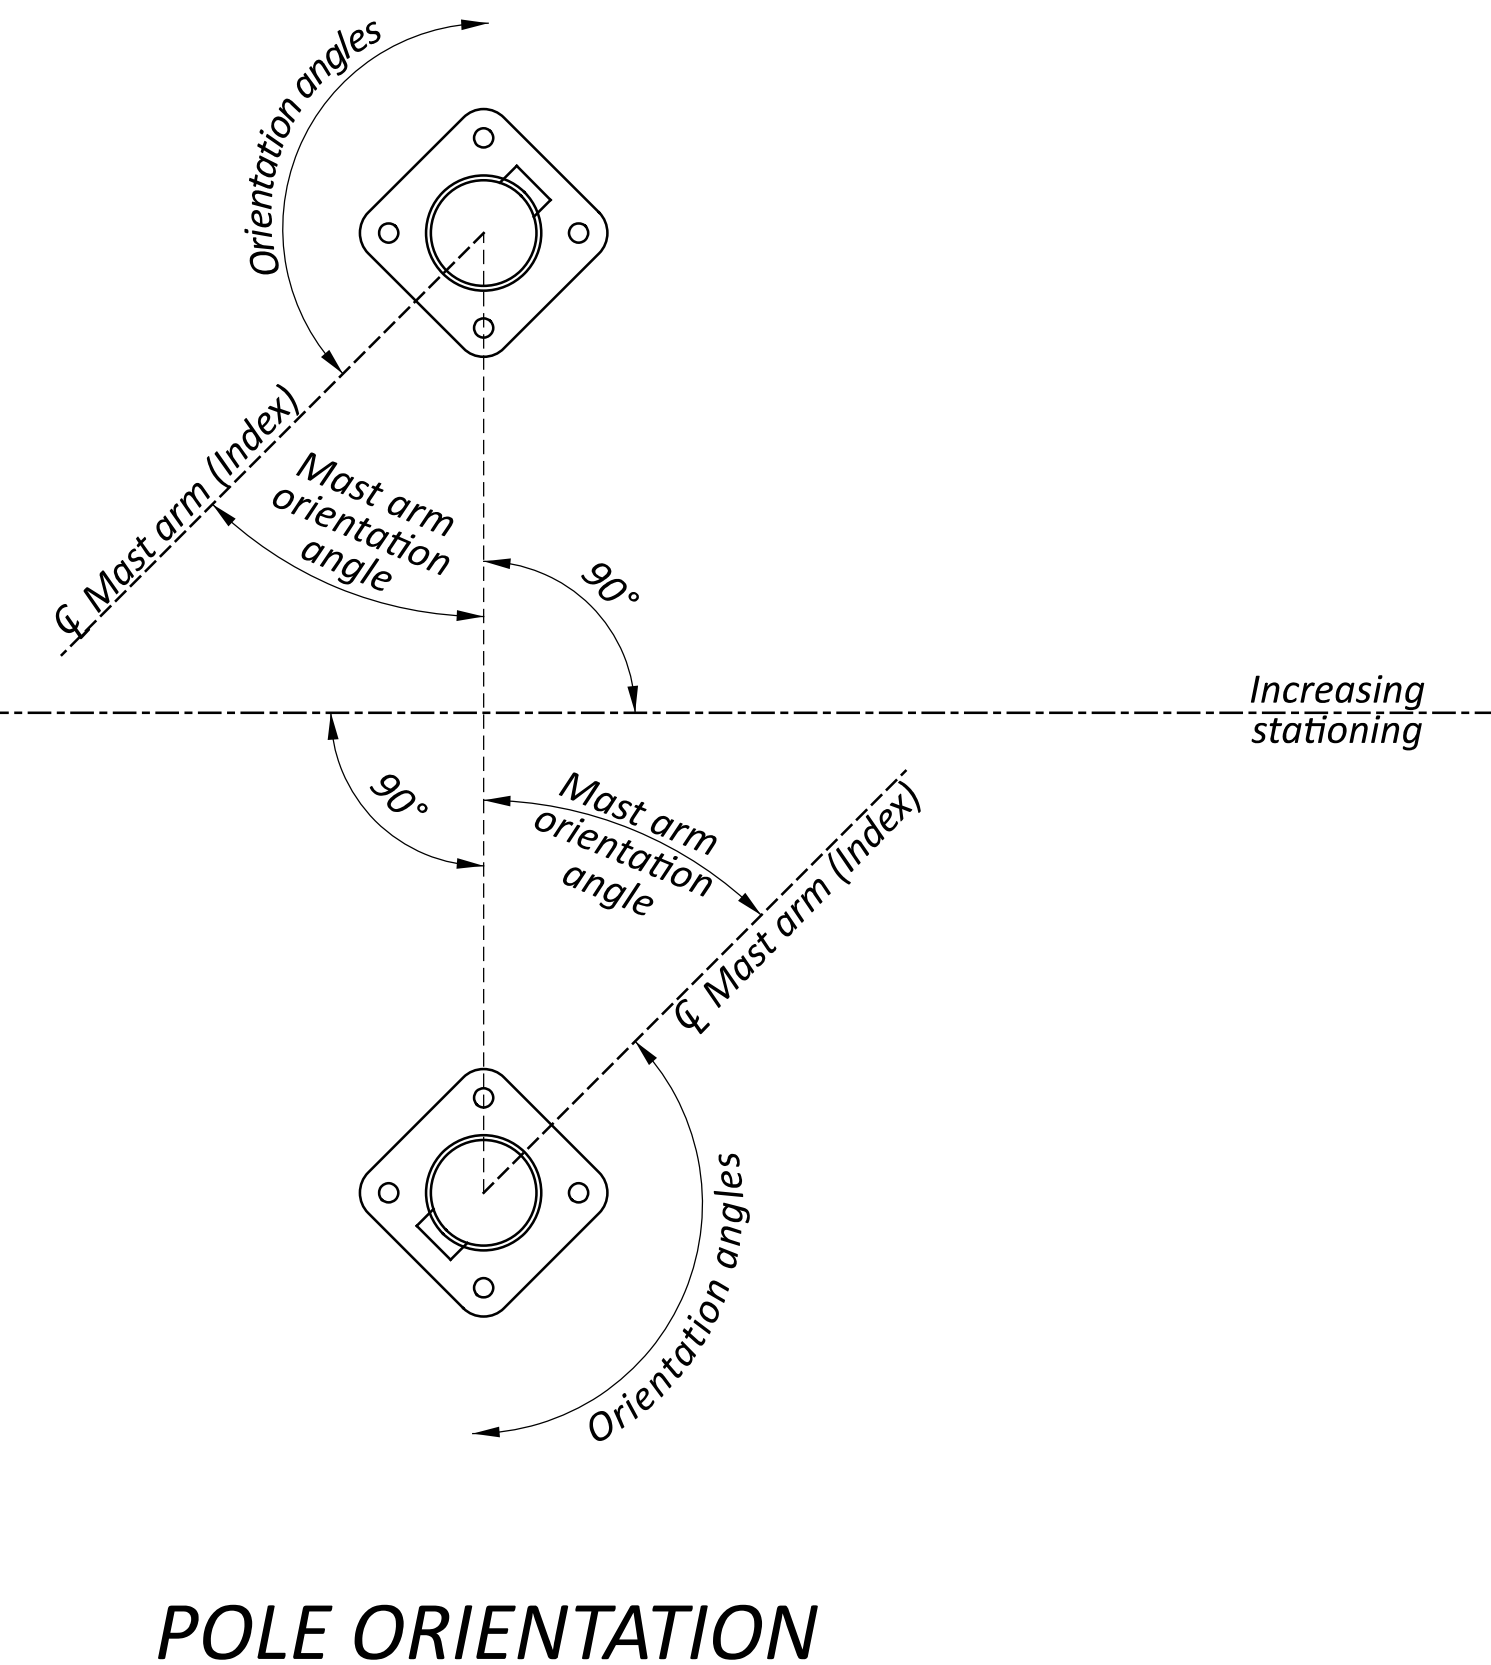 Orientation angles
℄ Mast arm (Index)
Mast arm
orientation
angle
90°
Increasing
stationing
90°
Mast arm
orientation
angle
℄ Mast arm (Index)
Orientation angles
POLE ORIENTATION